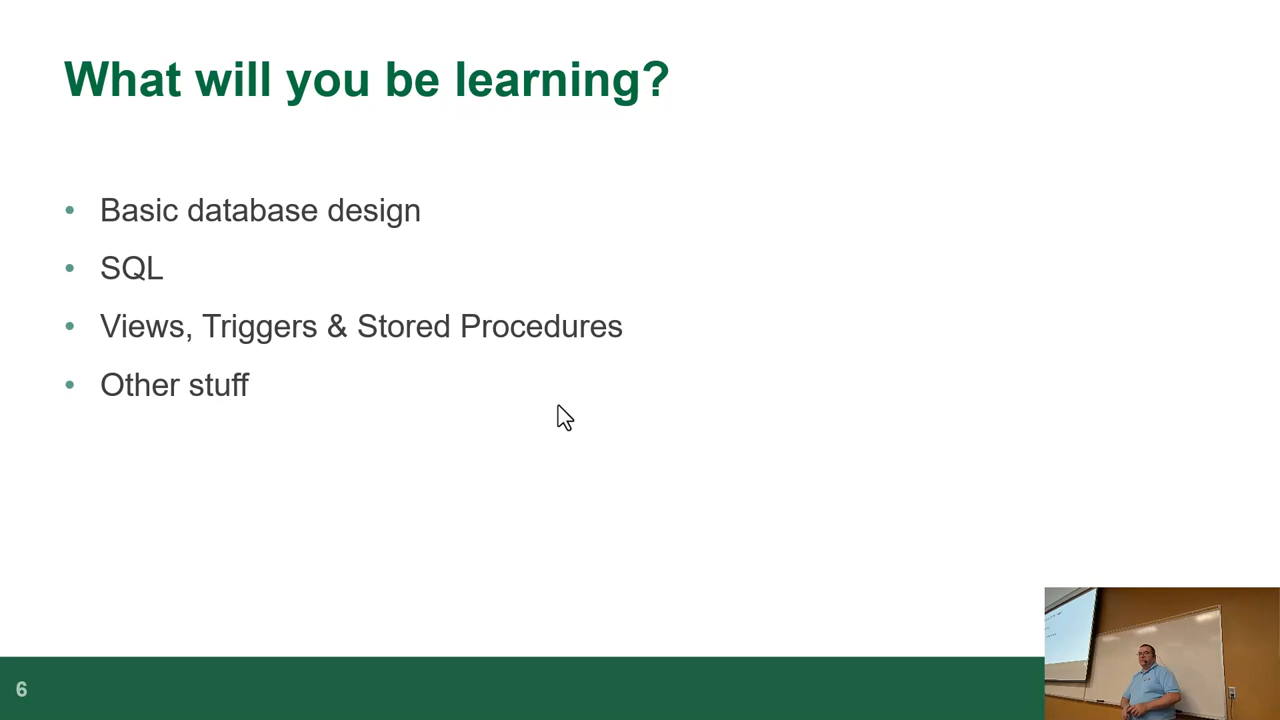 What will you be learning?
• Basic database design
• SQL
• Views, Triggers & Stored Procedures
• Other stuff
6